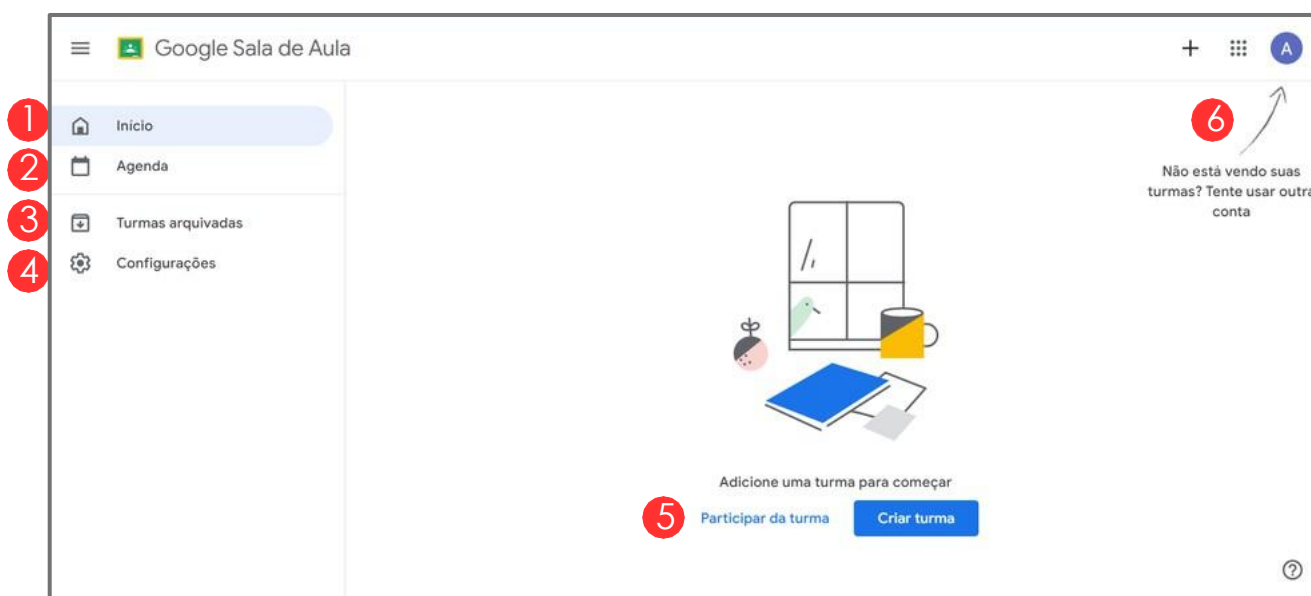 Google Sala de Aula
A
1
Início
2
Agenda
3
Turmas arquivadas
4
Configurações
6
Não está vendo suas
turmas? Tente usar outra
conta
Adicione uma turma para começar
5
Participar da turma
Criar turma